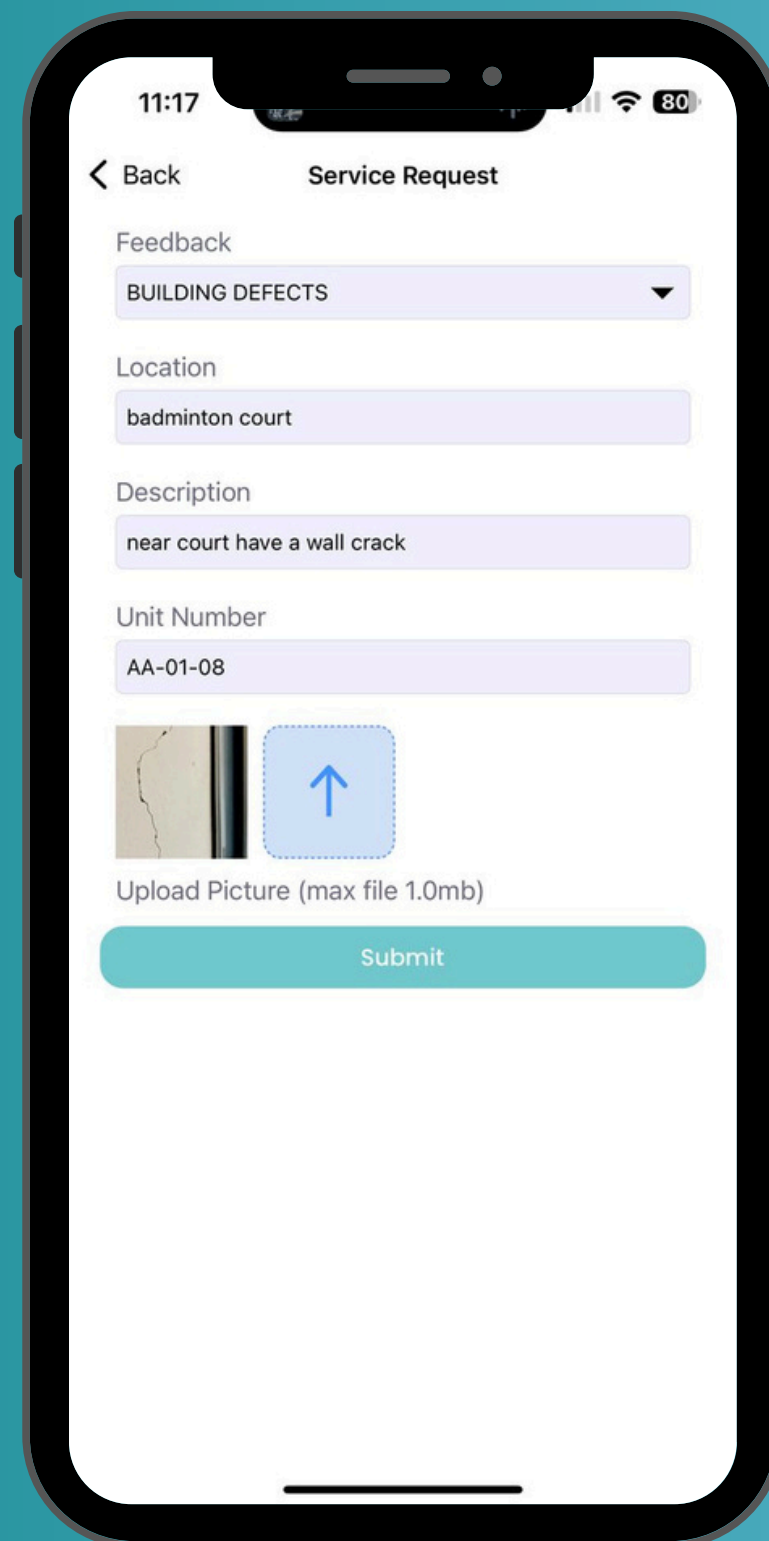 11:17
80
Back
Service Request
Feedback
BUILDING DEFECTS
Location
badminton court
Description
near court have a wall crack
Unit Number
AA-01-08
Upload Picture (max file 1.0mb)
Submit